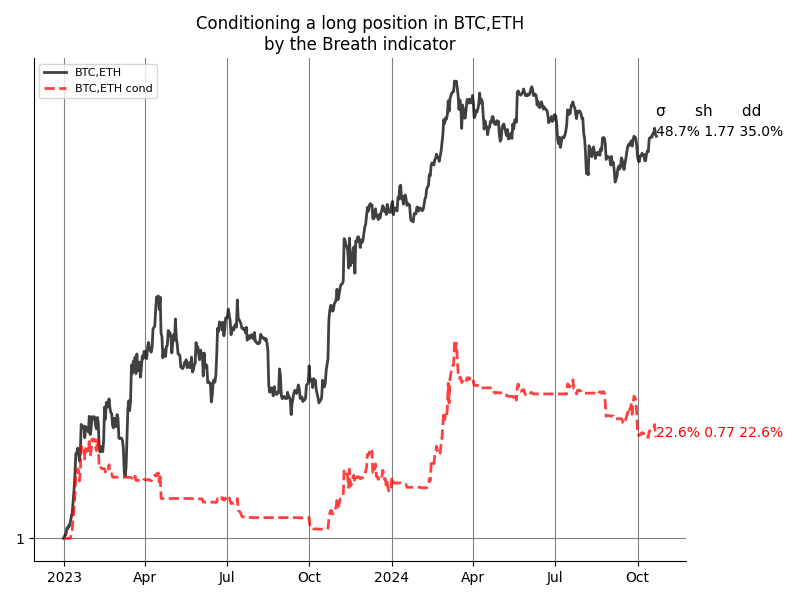 Conditioning a long position in BTC,ETH
by the Breath indicator
BTC,ETH
BTC,ETH cond
σ sh dd
48.7% 1.77 35.0%
22.6% 0.77 22.6%
1
2023 Apr Jul Oct 2024 Apr Jul Oct